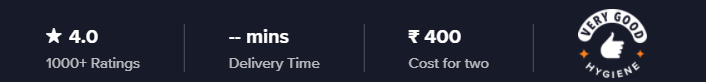 ★ 4.0
1000+ Ratings
-- mins
Delivery Time
₹ 400
Cost for two
VERY GOOD
HYGIENE